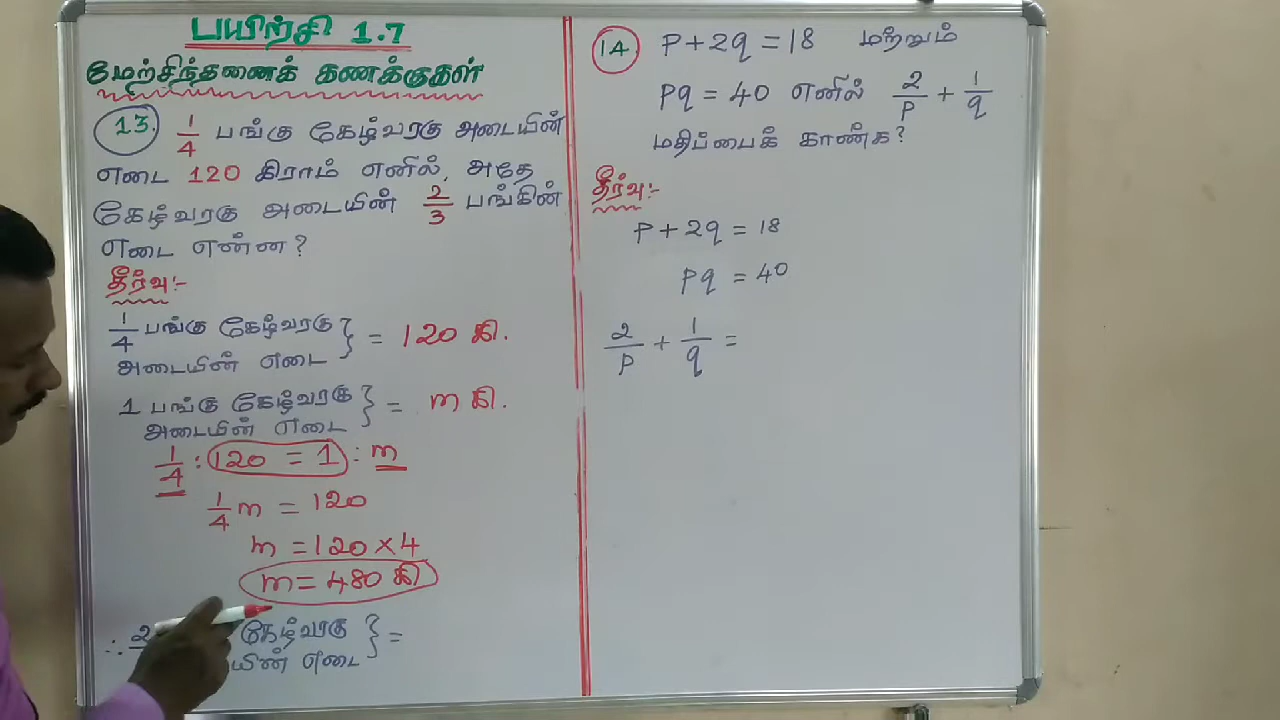 பயிற்சி 1.7
மேற்சிந்தனைக் கணக்குகள்
13. 1/4 பங்கு கேழ்வரகு அடையின்
எடை 120 கிராம் எனில், அதே
கேழ்வரகு அடையின் 2/3 பங்கின்
எடை என்ன?
தீர்வு:-
1/4 பங்கு கேழ்வரகு அடையின் எடை } = 120 கி.
1 பங்கு கேழ்வரகு அடையின் எடை } = m கி.
1/4 : 120 = 1 : m
1/4 m = 120
m = 120 × 4
m = 480 கி
∴ 2 கேழ்வரகு யின் எடை } =
14 P + 2q = 18 மற்றும்
Pq = 40 எனில் 2/P + 1/q
மதிப்பைக் காண்க?
தீர்வு:-
P + 2q = 18
Pq = 40
2/P + 1/q =